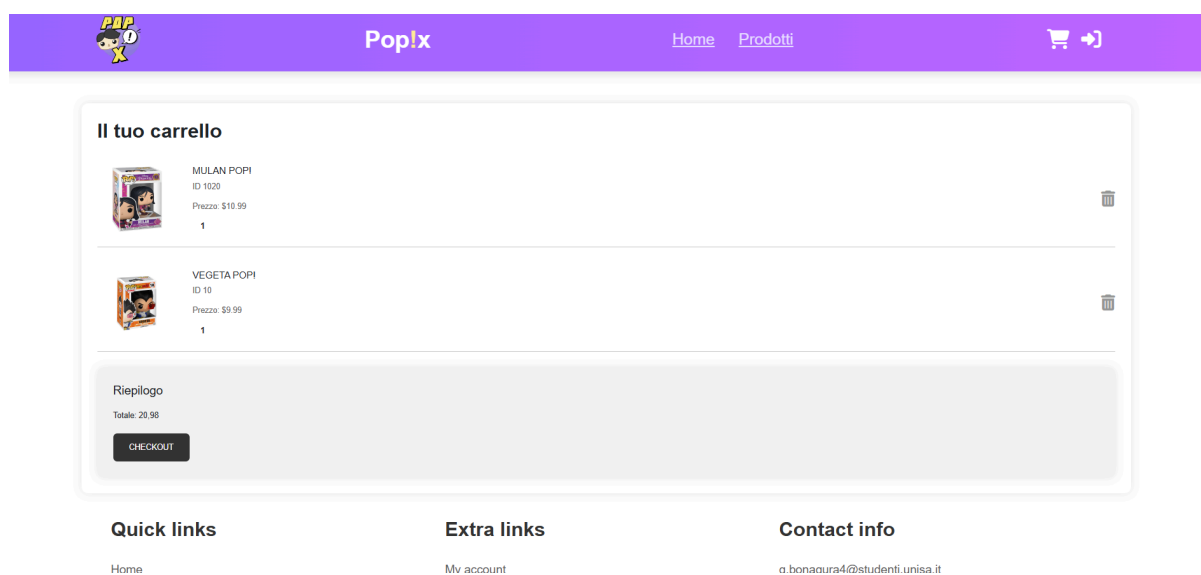 POP
!
X
Pop!x
Home Prodotti
Il tuo carrello
MULAN POP!
ID 1020
Prezzo: $10.99
1
VEGETA POP!
ID 10
Prezzo: $9.99
1
Riepilogo
Totale: 20,98
CHECKOUT
Quick links Extra links Contact info
Home My account g.bonagura4@studenti.unisa.it